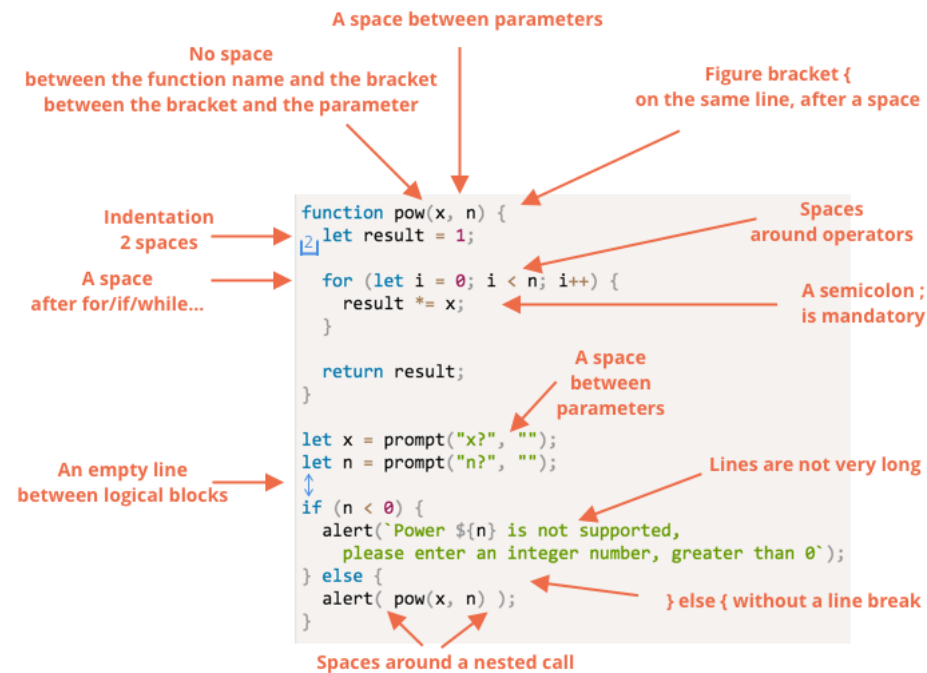 A space between parameters
No space
between the function name and the bracket
between the bracket and the parameter
Figure bracket {
on the same line, after a space
Indentation
2 spaces
A space
after for/if/while...
Spaces
around operators
A semicolon ;
is mandatory
function pow(x, n) {
2
  let result = 1;

  for (let i = 0; i < n; i++) {
    result *= x;
  }

  return result;
}
A space
between
parameters

let x = prompt("x?", "");
let n = prompt("n?", "");
An empty line
between logical blocks
Lines are not very long

if (n < 0) {
  alert(`Power ${n} is not supported,
    please enter an integer number, greater than 0`);
} else {
  alert( pow(x, n) );
}
} else { without a line break
Spaces around a nested call